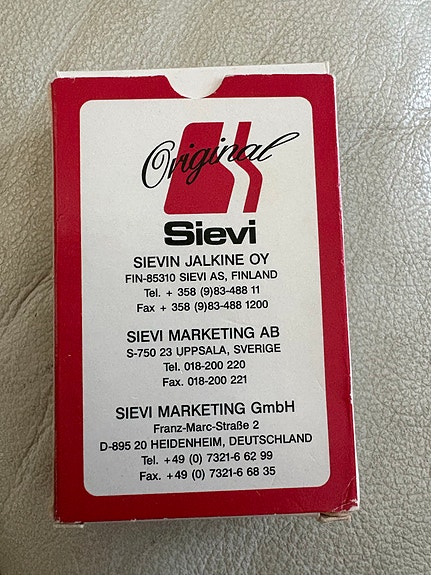 Original
Sievi
SIEVIN JALKINE OY
FIN-85310 SIEVI AS, FINLAND
Tel. + 358 (9)83-488 11
Fax + 358 (9)83-488 1200
SIEVI MARKETING AB
S-750 23 UPPSALA, SVERIGE
Tel. 018-200 220
Fax. 018-200 221
SIEVI MARKETING GmbH
Franz-Marc-Straße 2
D-895 20 HEIDENHEIM, DEUTSCHLAND
Tel. +49 (0) 7321-6 62 99
Fax. +49 (0) 7321-6 68 35